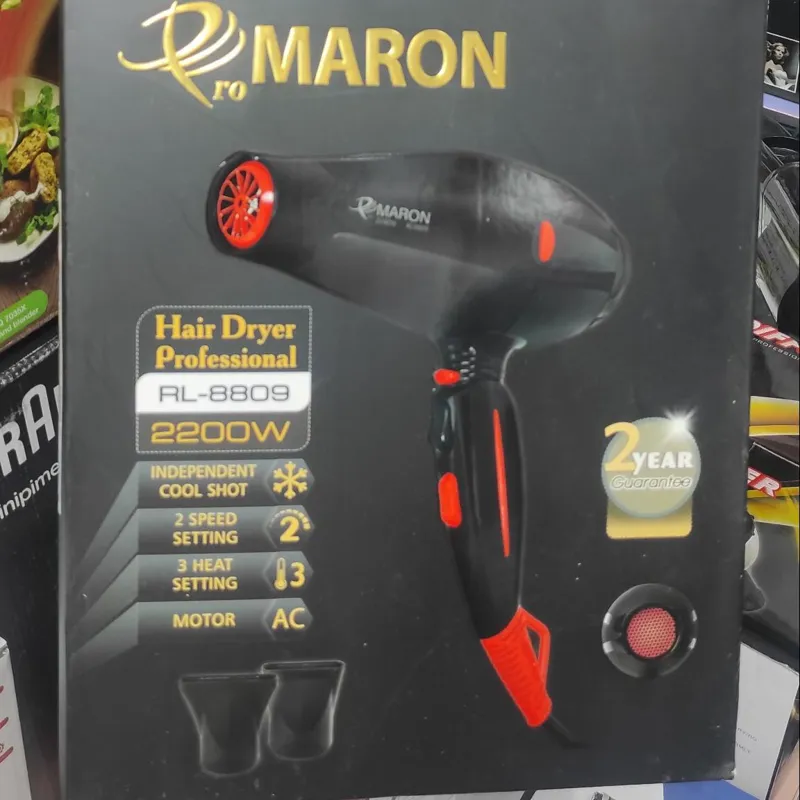 Pro MARON
MARON
Hair Dryer
Professional
RL-8809
2200W
INDEPENDENT
COOL SHOT
2 SPEED
SETTING
2
3 HEAT
SETTING
3
MOTOR
AC
2 YEAR
Guarantee